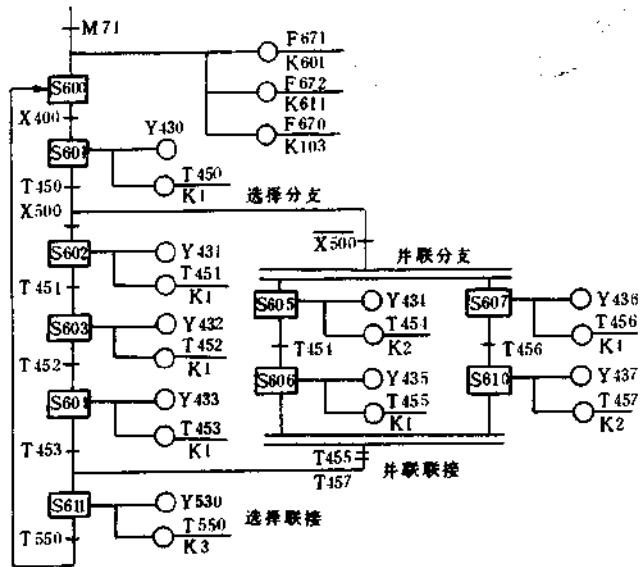 M71
F671
K601
F672
K611
F670
K103
S600
X400
Y430
S601
T450
K1
T450
选择分支
X500
X500
并联分支
S602
Y431
T451
K1
T451
S605
Y434
T454
K2
T454
S607
Y436
T456
K1
T456
S603
Y432
T452
K1
T452
S606
Y435
T455
K1
S610
Y437
T457
K2
S604
Y433
T453
K1
T453
T455
T457
并联联接
S611
Y530
T550
K3
选择联接
T550